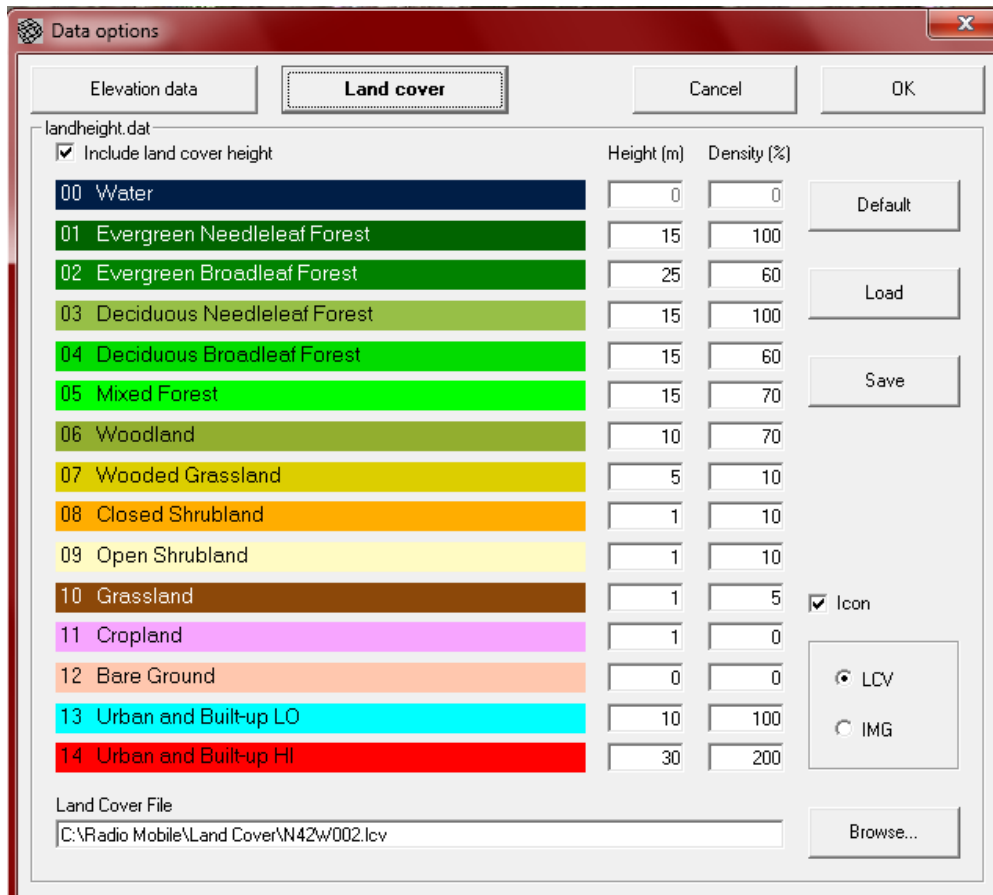 Data options
Elevation data
Land cover
Cancel
OK
landheight.dat
Include land cover height
Height (m) Density (%)
00 Water 0 0
Default
01 Evergreen Needleleaf Forest 15 100
02 Evergreen Broadleaf Forest 25 60
Load
03 Deciduous Needleleaf Forest 15 100
04 Deciduous Broadleaf Forest 15 60
Save
05 Mixed Forest 15 70
06 Woodland 10 70
07 Wooded Grassland 5 10
08 Closed Shrubland 1 10
09 Open Shrubland 1 10
10 Grassland 1 5
Icon
11 Cropland 1 0
12 Bare Ground 0 0
LCV
13 Urban and Built-up LO 10 100
IMG
14 Urban and Built-up HI 30 200
Land Cover File
C:\Radio Mobile\Land Cover\N42W002.lcv
Browse...